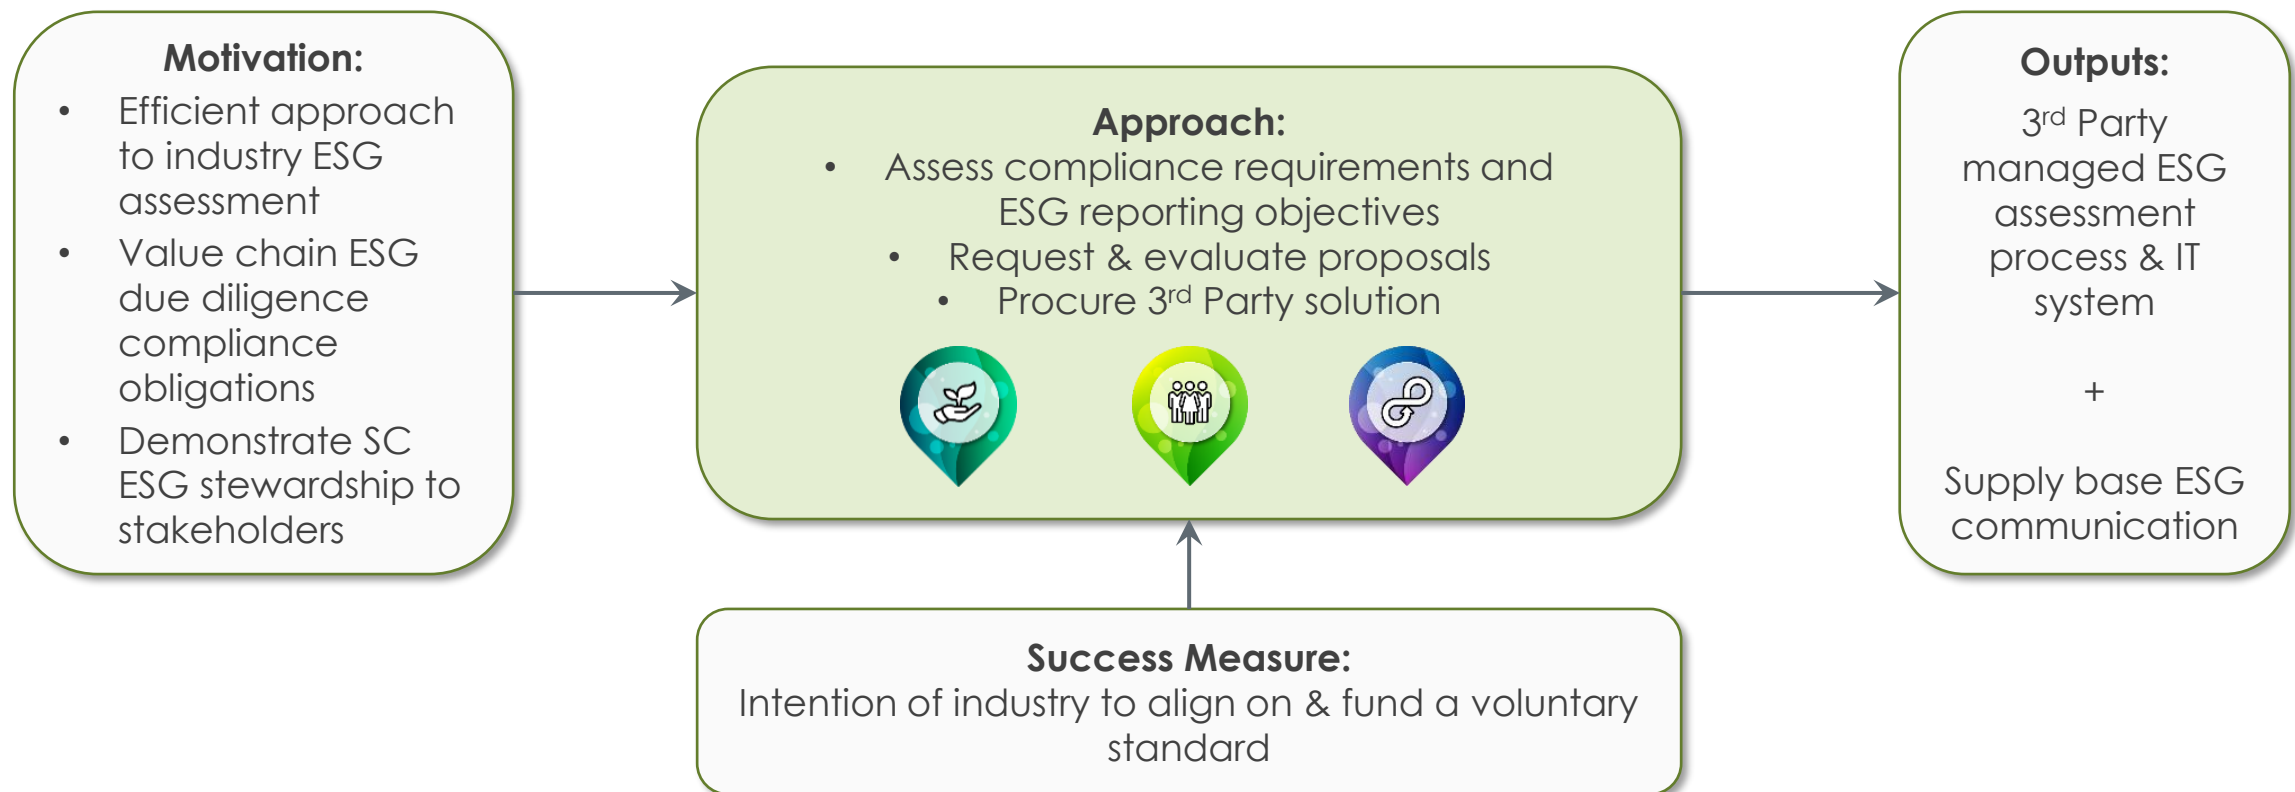 Motivation:
• Efficient approach
to industry ESG
assessment
• Value chain ESG
due diligence
compliance
obligations
• Demonstrate SC
ESG stewardship to
stakeholders
Approach:
• Assess compliance requirements and
ESG reporting objectives
• Request & evaluate proposals
• Procure 3rd Party solution
Success Measure:
Intention of industry to align on & fund a voluntary
standard
Outputs:
3rd Party
managed ESG
assessment
process & IT
system
+
Supply base ESG
communication